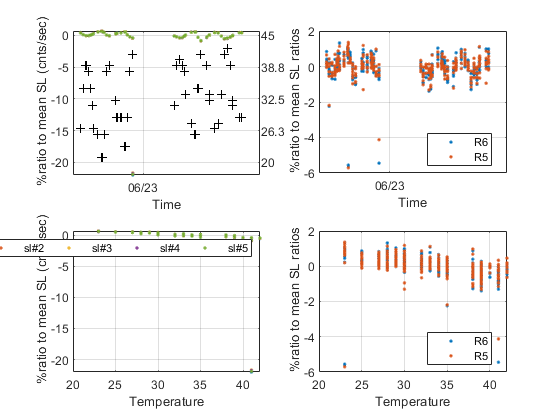 %ratio to mean SL (cnts/sec)
0
-5
-10
-15
-20
45
38.8
32.5
26.3
20
06/23
Time
%ratio to mean SL ratios
2
0
-2
-4
-6
R6
R5
06/23
Time
%ratio to mean SL (cnts/sec)
0
-5
-10
-15
-20
sl#2 sl#3 sl#4 sl#5
20 25 30 35 40
Temperature
%ratio to mean SL ratios
2
0
-2
-4
-6
R6
R5
20 25 30 35 40
Temperature